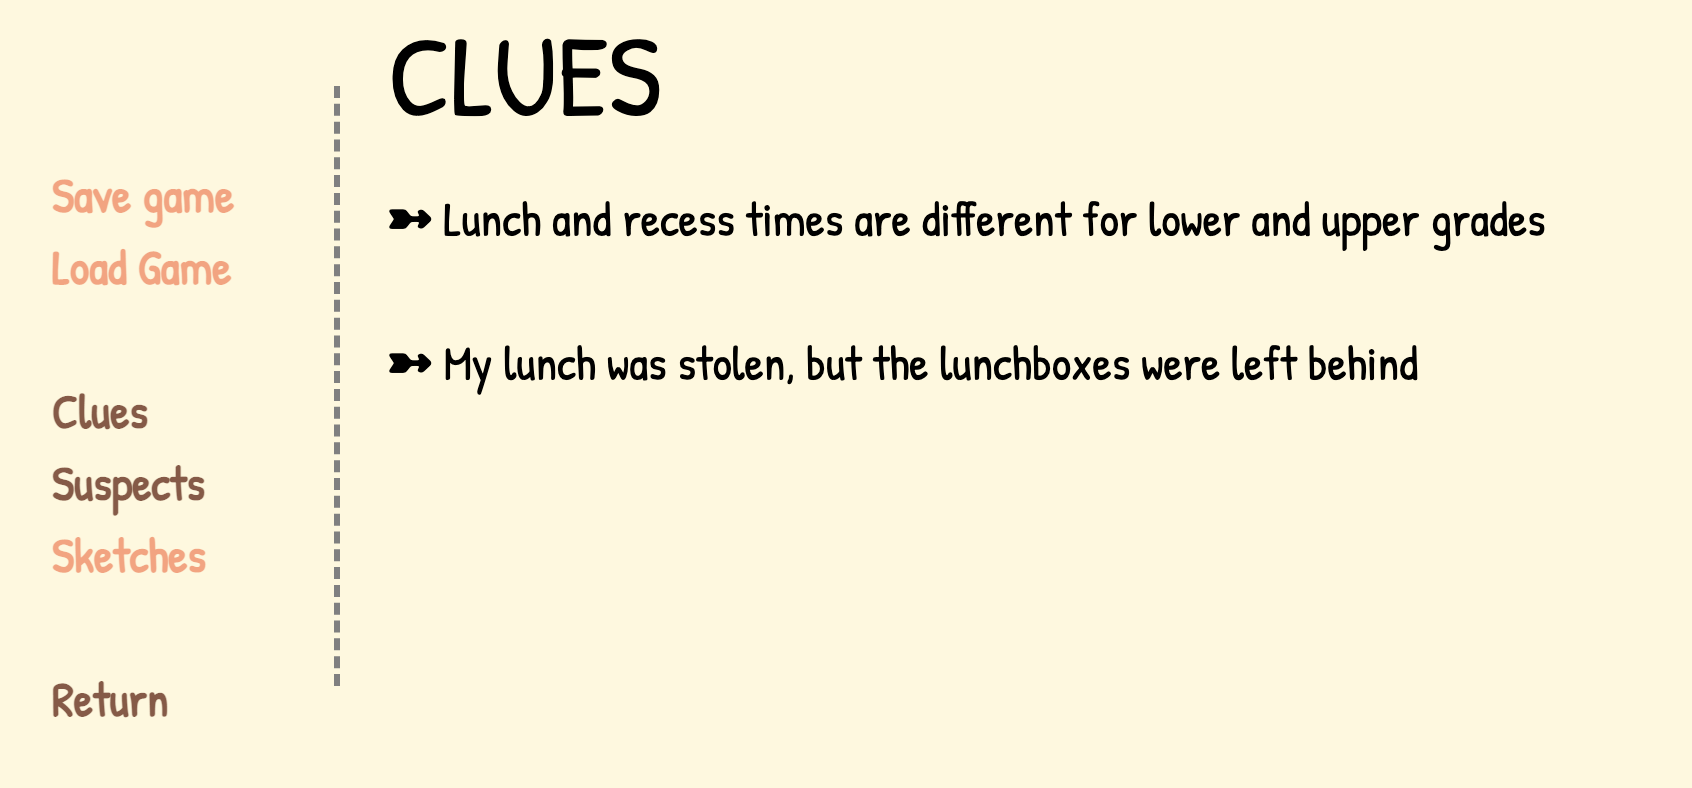 CLUES
Save game
Load Game
Clues
Suspects
Sketches
Return
➳ Lunch and recess times are different for lower and upper grades
➳ My lunch was stolen, but the lunchboxes were left behind